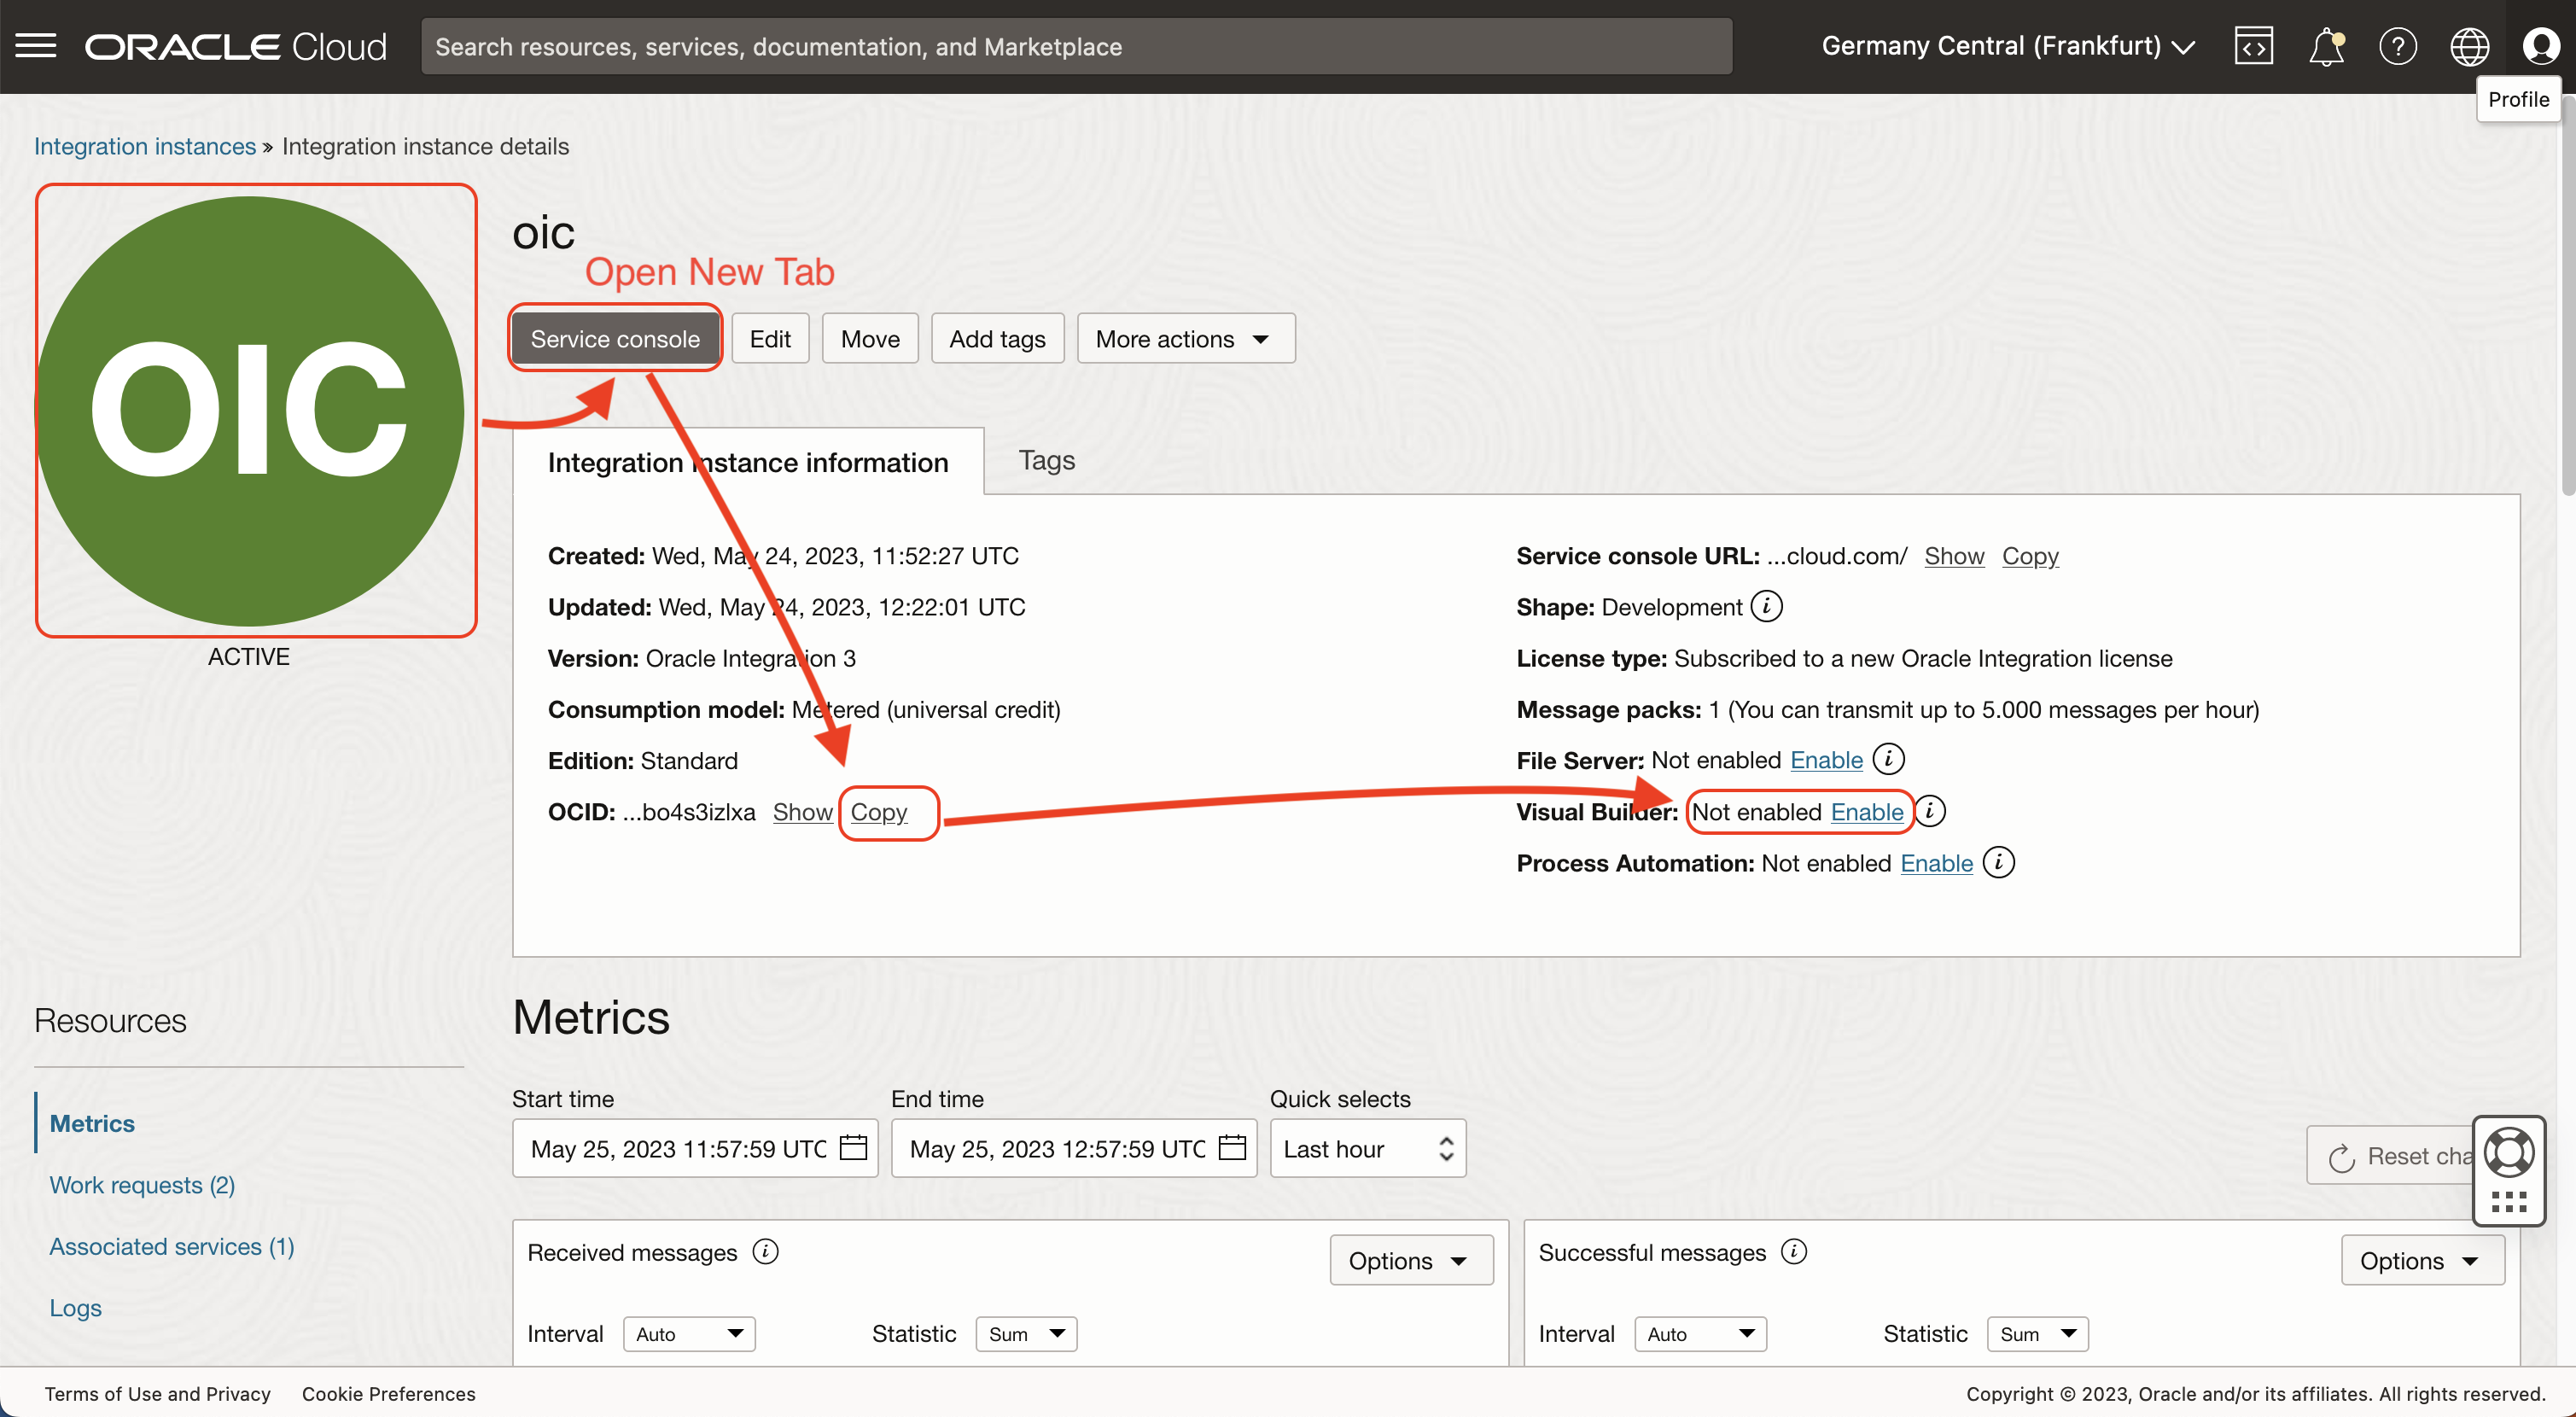 ORACLE Cloud
Search resources, services, documentation, and Marketplace
Germany Central (Frankfurt)
Profile
Integration instances » Integration instance details
OIC
ACTIVE
oic
Open New Tab
Service console
Edit
Move
Add tags
More actions
Integration instance information
Tags
Created: Wed, May 24, 2023, 11:52:27 UTC
Updated: Wed, May 24, 2023, 12:22:01 UTC
Version: Oracle Integration 3
Consumption model: Metered (universal credit)
Edition: Standard
OCID: ...bo4s3izlxa Show Copy
Service console URL: ...cloud.com/ Show Copy
Shape: Development
License type: Subscribed to a new Oracle Integration license
Message packs: 1 (You can transmit up to 5.000 messages per hour)
File Server: Not enabled Enable
Visual Builder: Not enabled Enable
Process Automation: Not enabled Enable
Resources
Metrics
Work requests (2)
Associated services (1)
Logs
Metrics
Start time
End time
Quick selects
May 25, 2023 11:57:59 UTC
May 25, 2023 12:57:59 UTC
Last hour
Reset cha
Received messages
Options
Interval Auto
Statistic Sum
Successful messages
Options
Interval Auto
Statistic Sum
Terms of Use and Privacy
Cookie Preferences
Copyright © 2023, Oracle and/or its affiliates. All rights reserved.